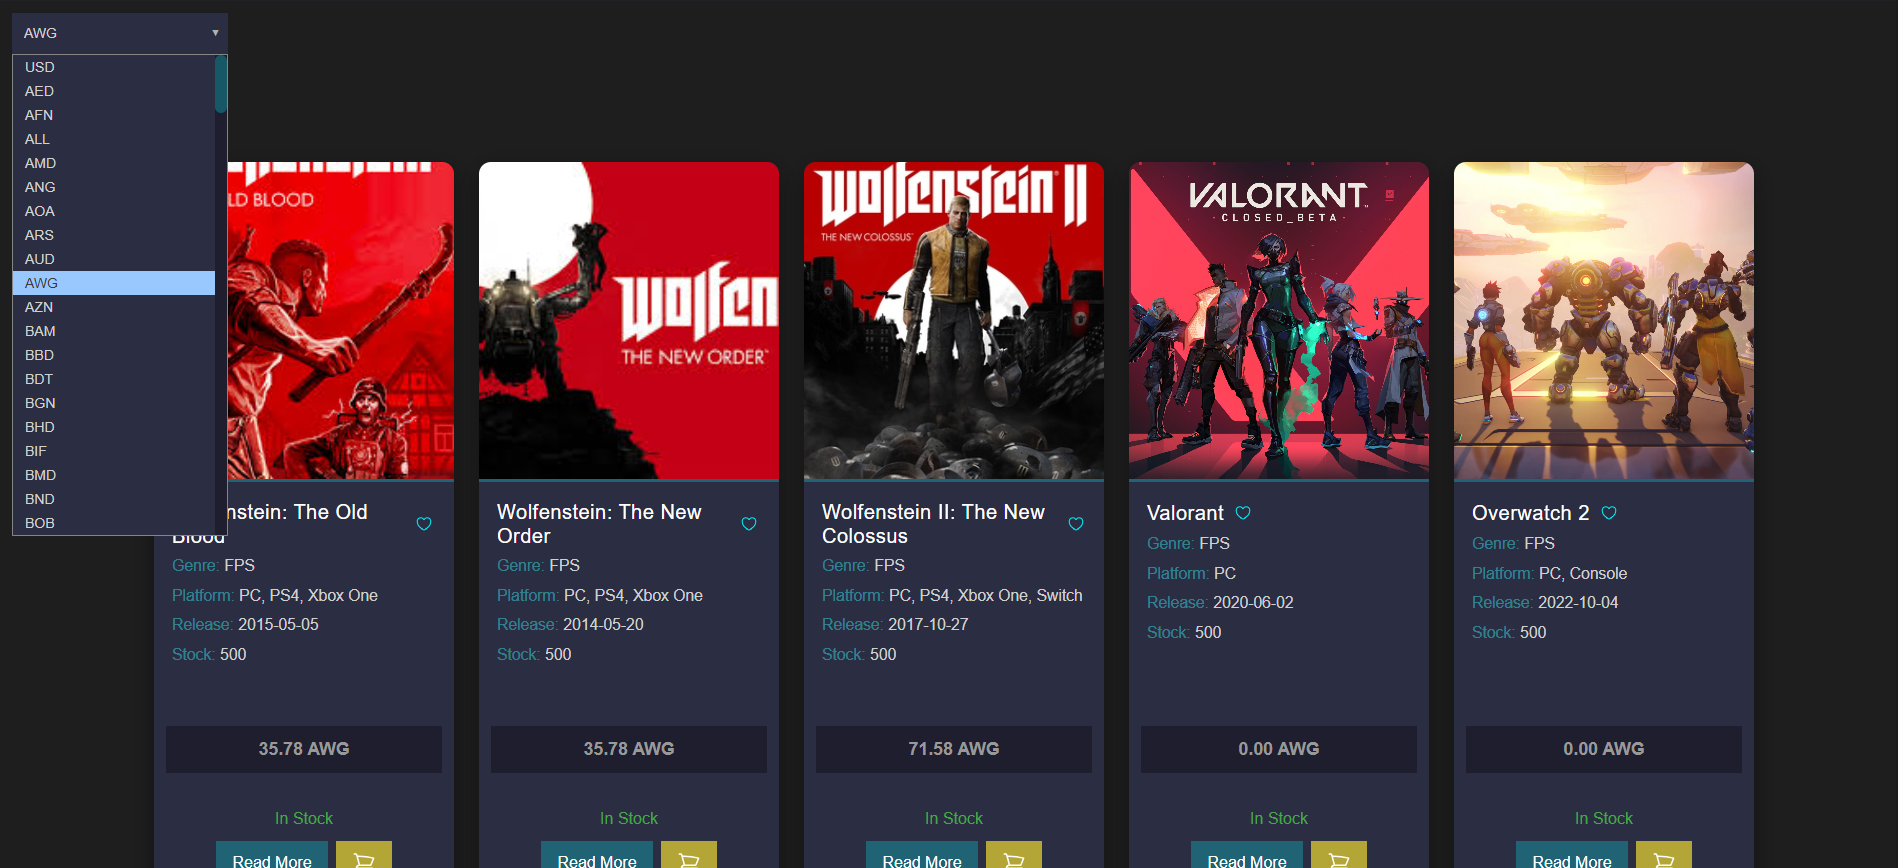 AWG
USD
AED
AFN
ALL
AMD
ANG
AOA
ARS
AUD
AWG
AZN
BAM
BBD
BDT
BGN
BHD
BIF
BMD
BND
BOB
LD BLOOD
wolfen
THE NEW ORDER
wolfenstein II
THE NEW COLOSSUS
VALORANT
CLOSED_BETA
nstein: The Old
Blood
Genre: FPS
Platform: PC, PS4, Xbox One
Release: 2015-05-05
Stock: 500
35.78 AWG
In Stock
Read More
Wolfenstein: The New
Order
Genre: FPS
Platform: PC, PS4, Xbox One
Release: 2014-05-20
Stock: 500
35.78 AWG
In Stock
Read More
Wolfenstein II: The New
Colossus
Genre: FPS
Platform: PC, PS4, Xbox One, Switch
Release: 2017-10-27
Stock: 500
71.58 AWG
In Stock
Read More
Valorant
Genre: FPS
Platform: PC
Release: 2020-06-02
Stock: 500
0.00 AWG
In Stock
Read More
Overwatch 2
Genre: FPS
Platform: PC, Console
Release: 2022-10-04
Stock: 500
0.00 AWG
In Stock
Read More